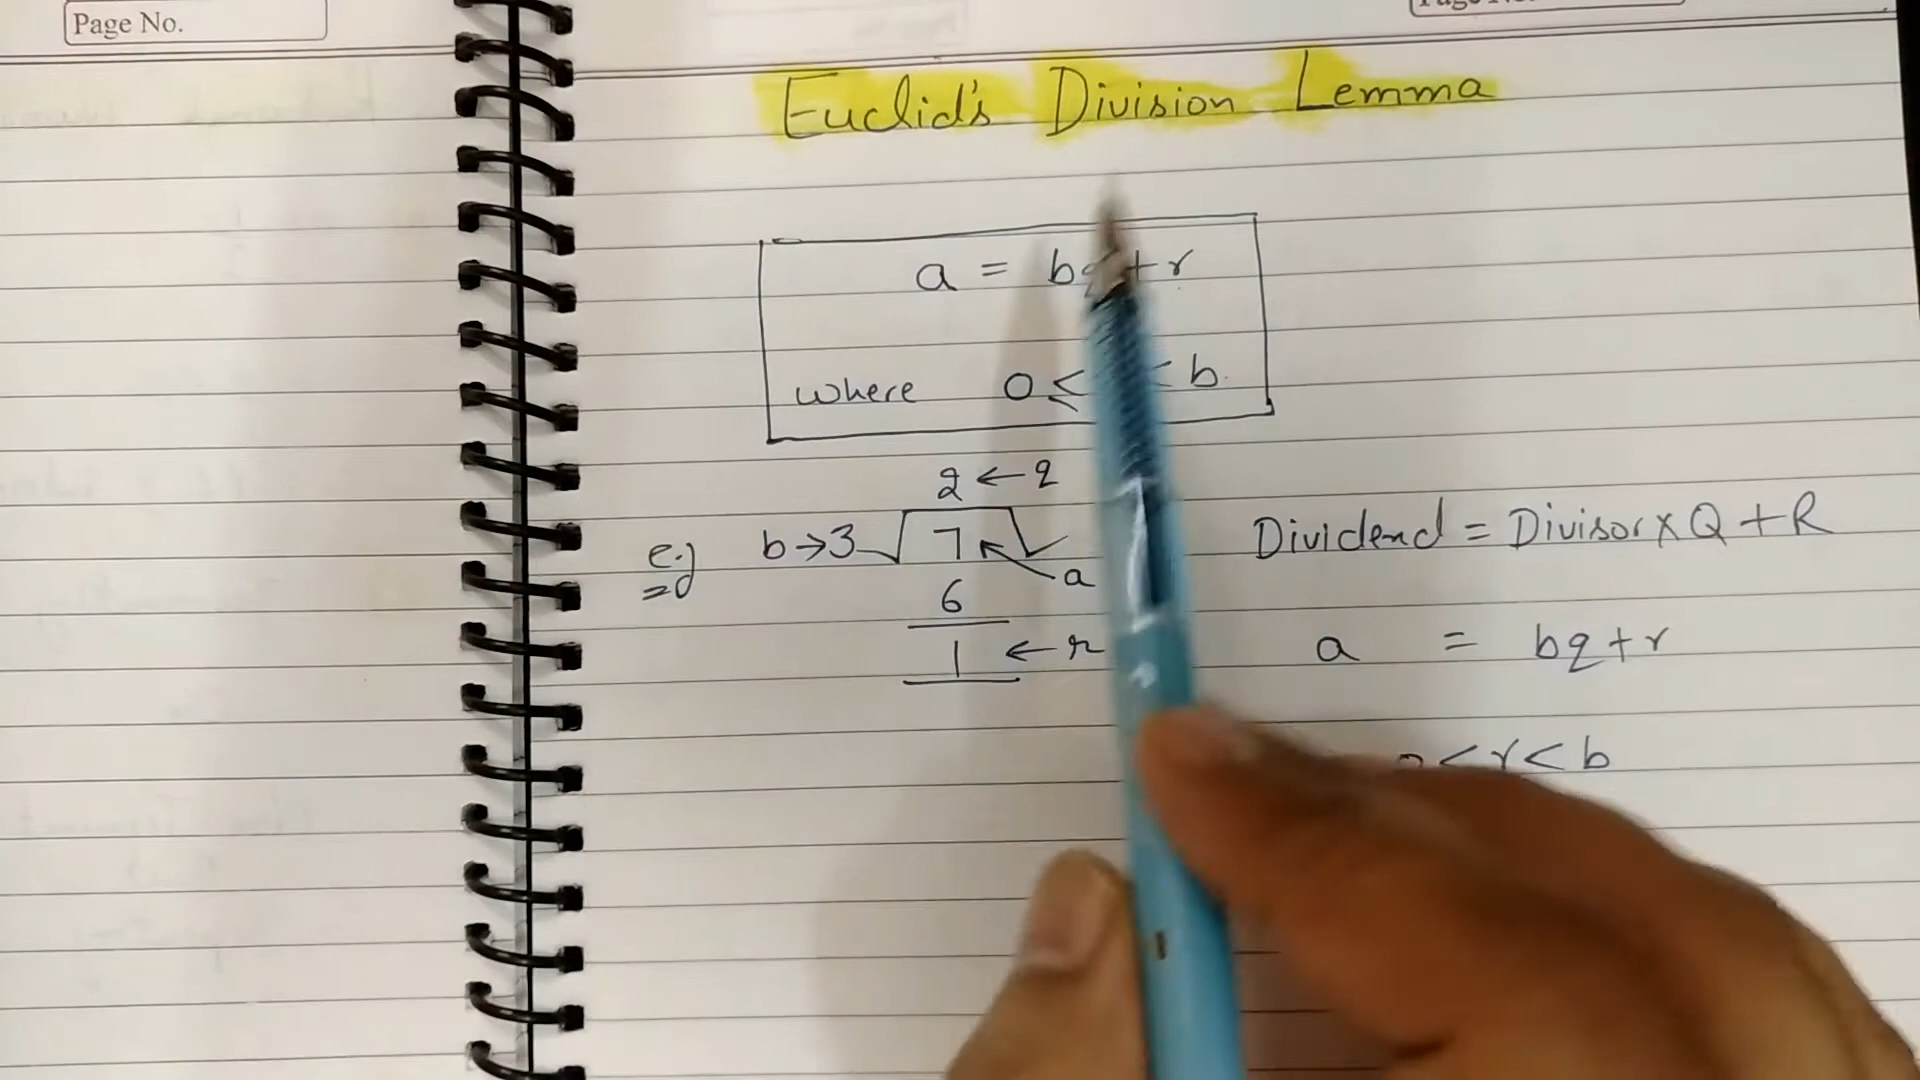 Page No.
Euclid's Division Lemma
a = bq + r
where 0 ≤ < b.
2 ← q
e.g b → 3 7 a
6
1 ← r
Dividend = Divisor × Q + R
a = bq + r
< r < b